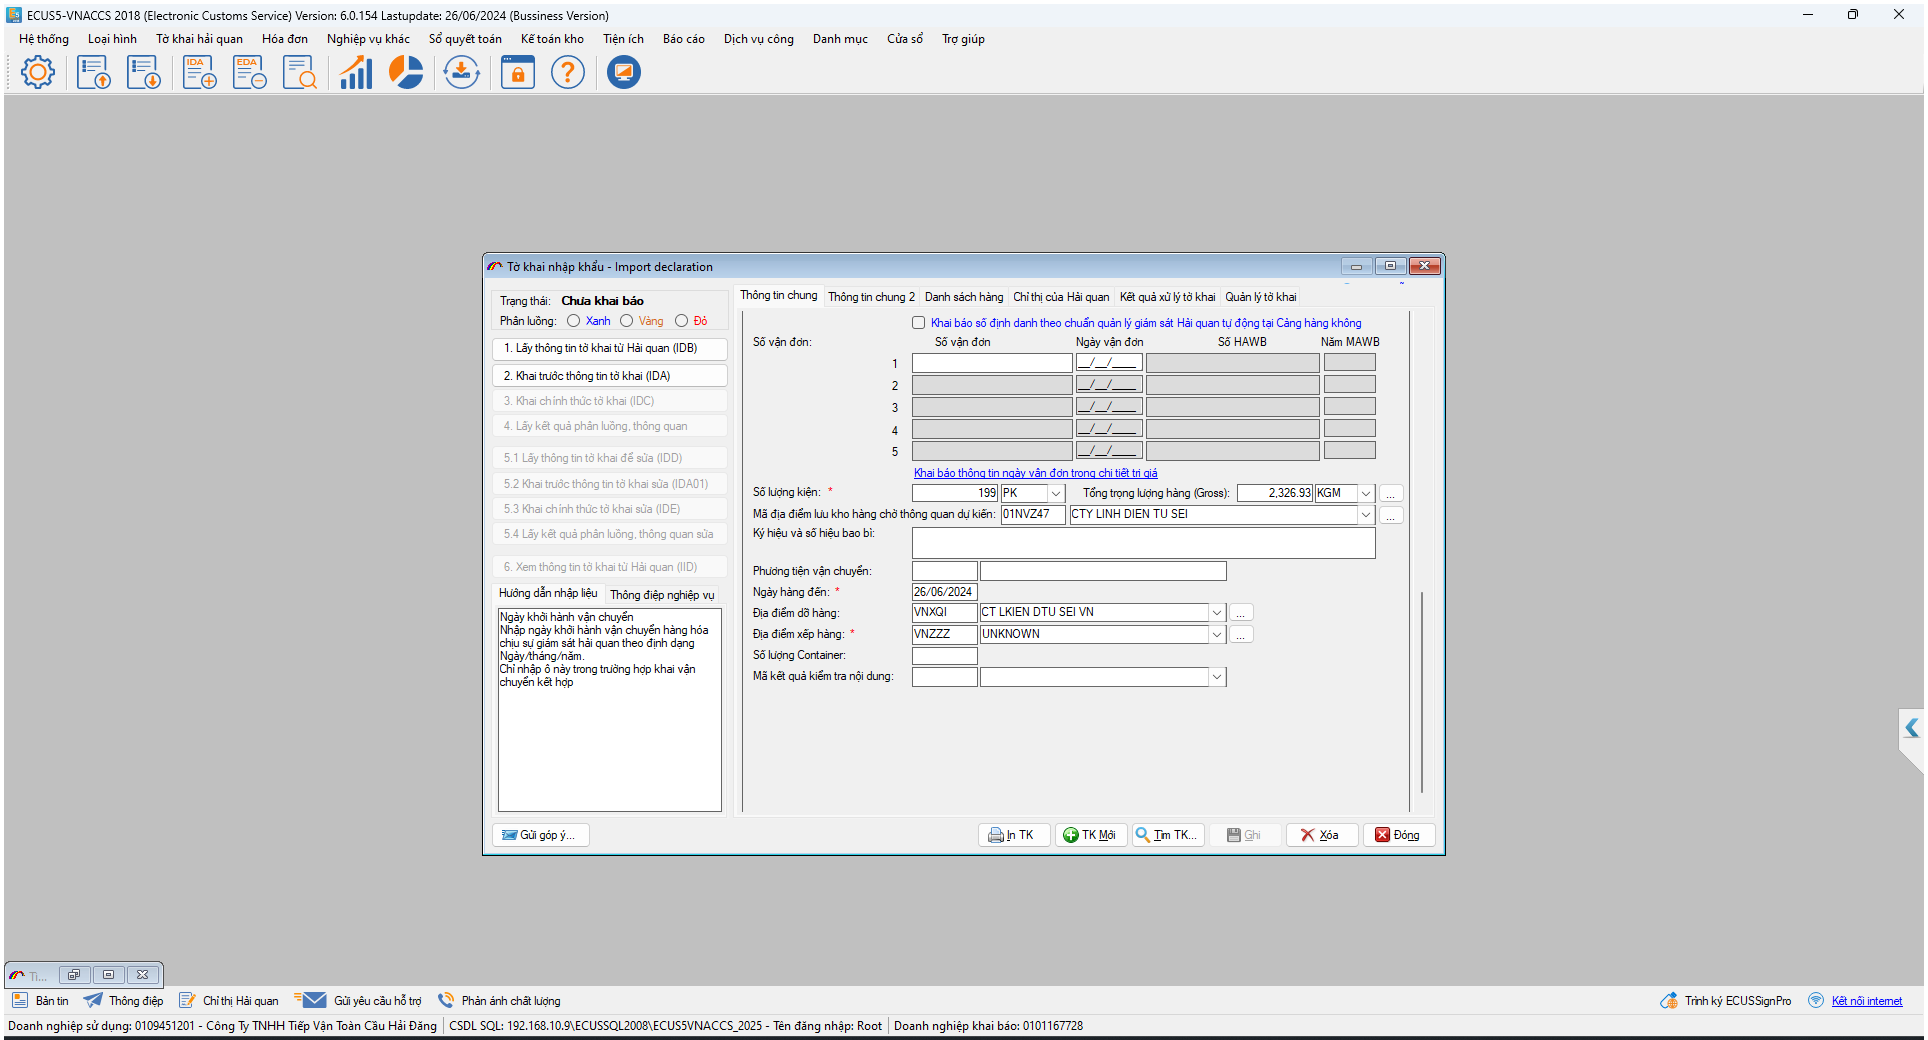 ECUS5-VNACCS 2018 (Electronic Customs Service) Version: 6.0.154 Lastupdate: 26/06/2024 (Bussiness Version)
Hệ thống Loại hình Tờ khai hải quan Hóa đơn Nghiệp vụ khác Sổ quyết toán Kế toán kho Tiện ích Báo cáo Dịch vụ công Danh mục Cửa sổ Trợ giúp
IDA EDA
Tờ khai nhập khẩu - Import declaration
Trạng thái: Chưa khai báo
Phân luồng: Xanh Vàng Đỏ
1. Lấy thông tin tờ khai từ Hải quan (IDB)
2. Khai trước thông tin tờ khai (IDA)
3. Khai chính thức tờ khai (IDC)
4. Lấy kết quả phân luồng, thông quan
5.1 Lấy thông tin tờ khai để sửa (IDD)
5.2 Khai trước thông tin tờ khai sửa (IDA01)
5.3 Khai chính thức tờ khai sửa (IDE)
5.4 Lấy kết quả phân luồng, thông quan sửa
6. Xem thông tin tờ khai từ Hải quan (IID)
Hướng dẫn nhập liệu Thông điệp nghiệp vụ
Ngày khởi hành vận chuyển
Nhập ngày khởi hành vận chuyển hàng hóa
chịu sự giám sát hải quan theo định dạng
Ngày/tháng/năm.
Chỉ nhập ô này trong trường hợp khai vận
chuyển kết hợp
Gửi góp ý...
Thông tin chung Thông tin chung 2 Danh sách hàng Chỉ thị của Hải quan Kết quả xử lý tờ khai Quản lý tờ khai
Khai báo số định danh theo chuẩn quản lý giám sát Hải quan tự động tại Cảng hàng không
Số vận đơn: Số vận đơn Ngày vận đơn Số HAWB Năm MAWB
1 __/__/____
2 __/__/____
3 __/__/____
4 __/__/____
5 __/__/____
Khai báo thông tin ngày vận đơn trong chi tiết trị giá
Số lượng kiện: * 199 PK Tổng trọng lượng hàng (Gross): 2,326.93 KGM ...
Mã địa điểm lưu kho hàng chờ thông quan dự kiến: 01NVZ47 CTY LINH DIEN TU SEI ...
Ký hiệu và số hiệu bao bì:
Phương tiện vận chuyển:
Ngày hàng đến: * 26/06/2024
Địa điểm dỡ hàng: VNXQI CT LKIEN DTU SEI VN ...
Địa điểm xếp hàng: * VNZZZ UNKNOWN ...
Số lượng Container:
Mã kết quả kiểm tra nội dung:
In TK TK Mới Tìm TK... Ghi Xóa Đóng
Ti...
Bản tin Thông điệp Chỉ thị Hải quan Gửi yêu cầu hỗ trợ Phản ánh chất lượng Trình ký ECUSSignPro Kết nối internet
Doanh nghiệp sử dụng: 0109451201 - Công Ty TNHH Tiếp Vận Toàn Cầu Hải Đăng CSDL SQL: 192.168.10.9\ECUSSQL2008\ECUS5VNACCS_2025 - Tên đăng nhập: Root Doanh nghiệp khai báo: 0101167728